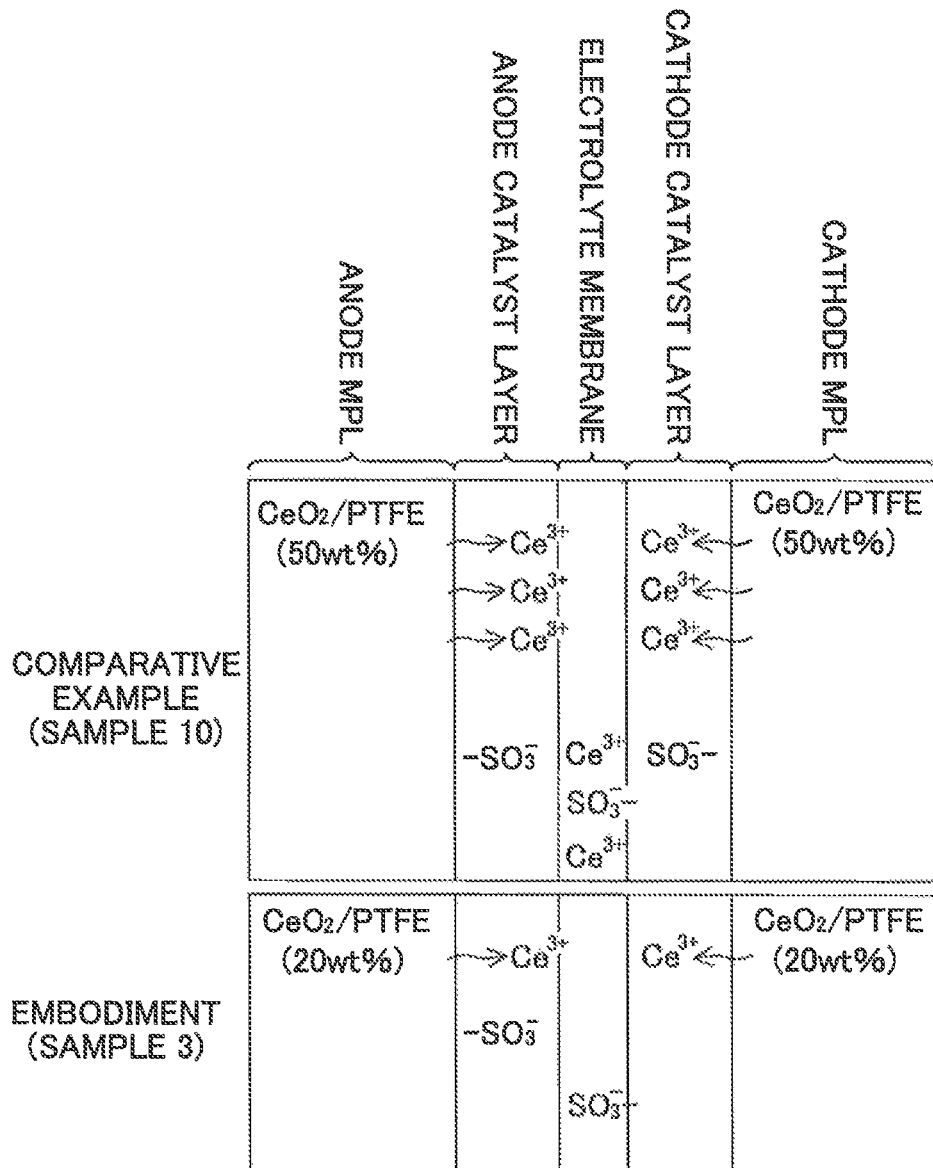 ANODE MPL
ANODE CATALYST LAYER
ELECTROLYTE MEMBRANE
CATHODE CATALYST LAYER
CATHODE MPL
COMPARATIVE
EXAMPLE
(SAMPLE 10)
CeO₂/PTFE
(50wt%)
Ce³⁺
Ce³⁺
Ce³⁺
-SO₃⁻
Ce³⁺
SO₃⁻-
Ce³⁺
Ce³⁺
Ce³⁺
Ce³⁺
SO₃⁻-
CeO₂/PTFE
(50wt%)
EMBODIMENT
(SAMPLE 3)
CeO₂/PTFE
(20wt%)
Ce³⁺
-SO₃⁻
SO₃⁻-
Ce³⁺
CeO₂/PTFE
(20wt%)